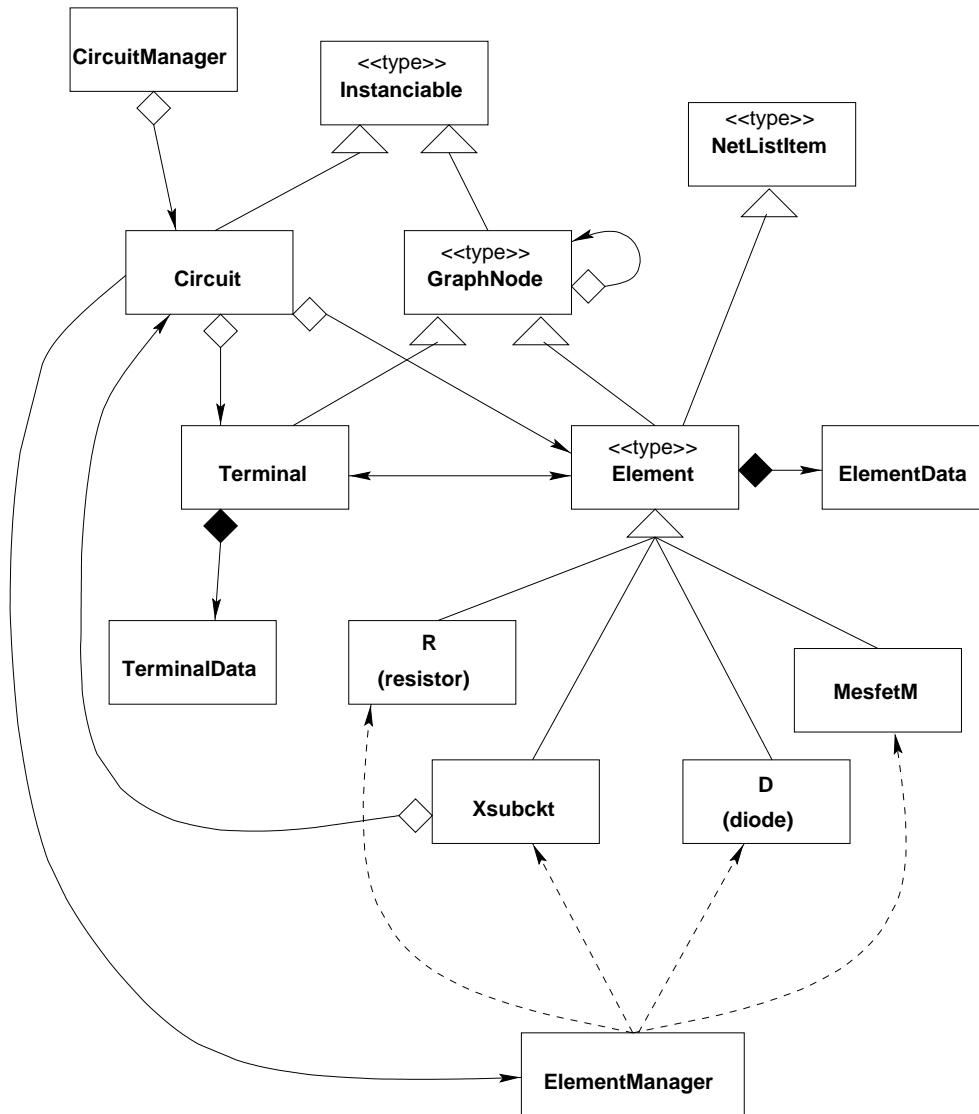 CircuitManager
<<type>>
Instanciable
<<type>>
NetListItem
Circuit
<<type>>
GraphNode
Terminal
<<type>>
Element
ElementData
TerminalData
R
(resistor)
MesfetM
Xsubckt
D
(diode)
ElementManager